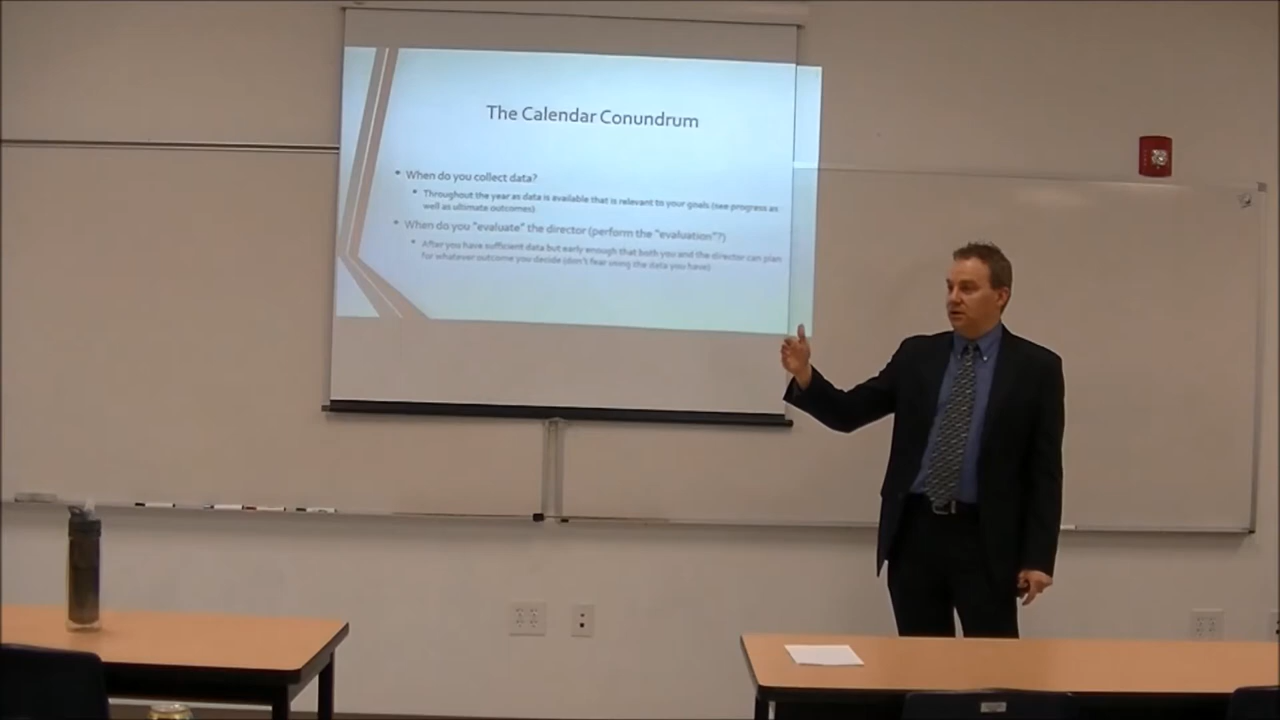 The Calendar Conundrum
When do you collect data?
Throughout the year as data is available that is relevant to your goals (see progress as
well as ultimate outcomes)
When do you "evaluate" the director (perform the "evaluation"?)
After you have sufficient data but early enough that both you and the director can plan
for whatever outcome you decide (don't fear using the data you have)